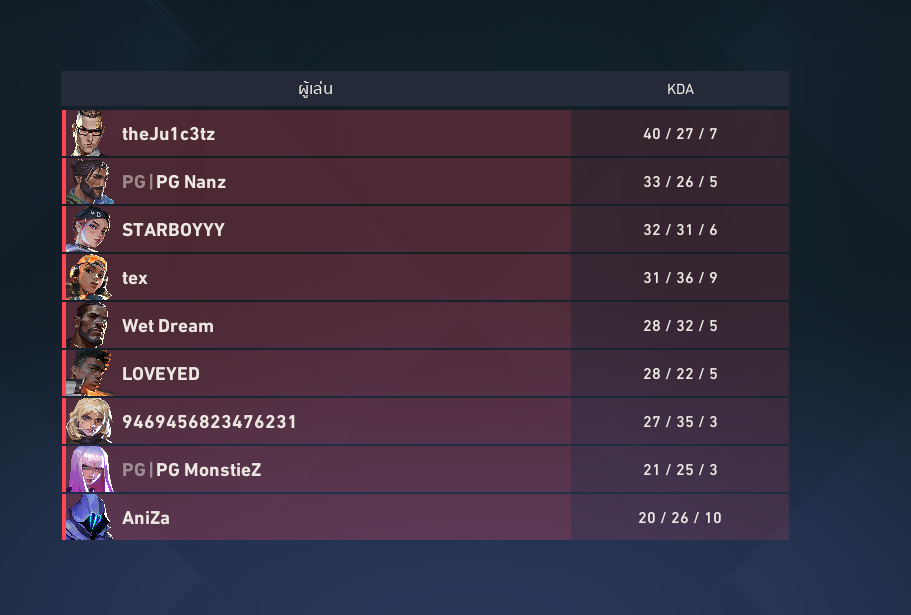 ผู้เล่น KDA
theJu1c3tz 40 / 27 / 7
PG|PG Nanz 33 / 26 / 5
STARBOYYY 32 / 31 / 6
tex 31 / 36 / 9
Wet Dream 28 / 32 / 5
LOVEYED 28 / 22 / 5
9469456823476231 27 / 35 / 3
PG|PG MonstieZ 21 / 25 / 3
AniZa 20 / 26 / 10